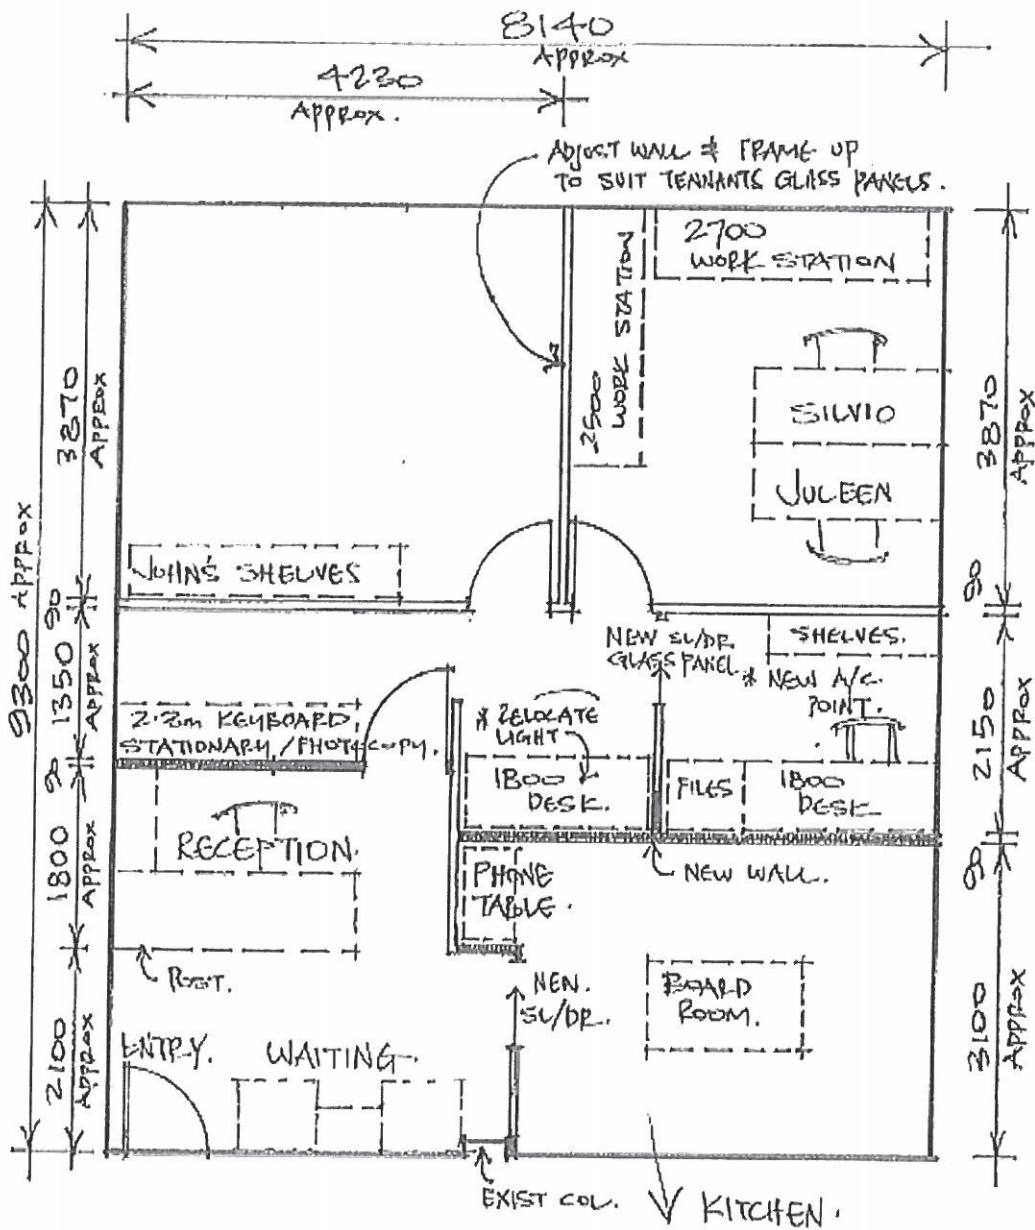 8140
APPROX
4230
APPROX.
ADJUST WALL & FRAME UP
TO SUIT TENNANTS GLASS PANELS.
2700
WORK STATION
2500
WORK STATION
SILVIO
JULEEN
3870
APPROX
3870
APPROX
9300 APPROX
JOHN'S SHELVES
90
90
NEW SL/DR.
GLASS PANEL.
SHELVES.
* NEW A/C.
POINT.
1350
APPROX
2.2m KEYBOARD
STATIONARY / PHOTOCOPY.
* RELOCATE
LIGHT
1800
DESK.
FILES
1800
DESK
2150
APPROX
90
RECEPTION.
1800
APPROX
PHONE
TABLE.
NEW WALL.
90
POST.
NEW.
SL/DR.
BOARD
ROOM.
3100
APPROX
2100
APPROX
ENTRY.
WAITING.
EXIST COL.
KITCHEN.